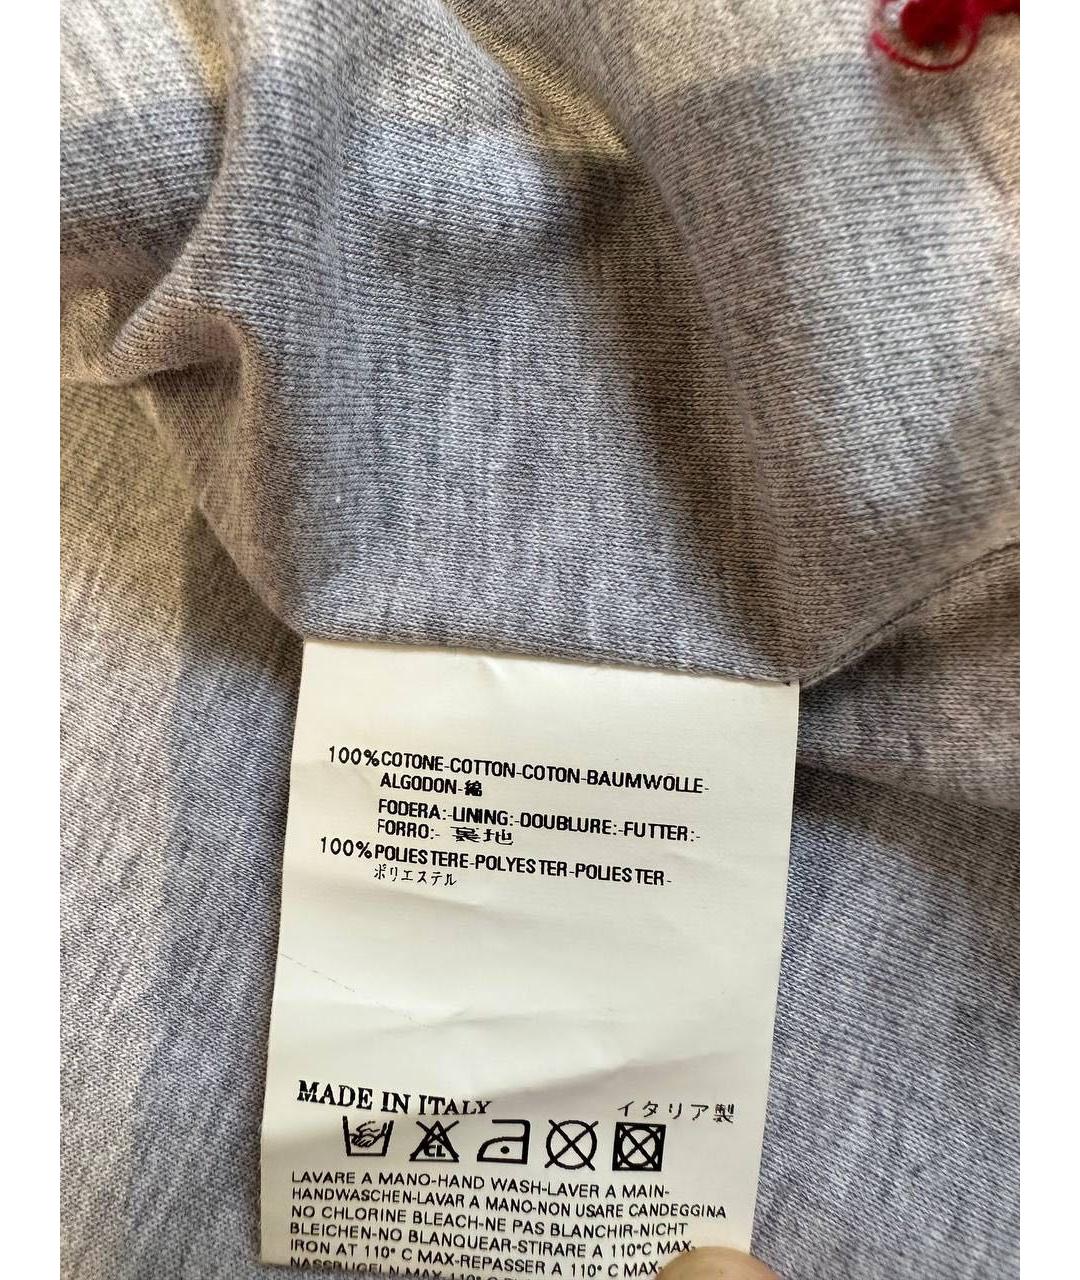 100%COTONE-COTTON-COTON-BAUMWOLLE-
ALGODON-綿
FODERA:-LINING:-DOUBLURE:-FUTTER:-
FORRO:- 裏地
100%POLIESTERE-POLYESTER-POLIESTER-
ポリエステル
MADE IN ITALY イタリア製
CL
LAVARE A MANO-HAND WASH-LAVER A MAIN-
HANDWASCHEN-LAVAR A MANO-NON USARE CANDEGGINA
NO CHLORINE BLEACH-NE PAS BLANCHIR-NICHT
BLEICHEN-NO BLANQUEAR-STIRARE A 110°C MAX-
IRON AT 110° C MAX-REPASSER A 110° C MAX-